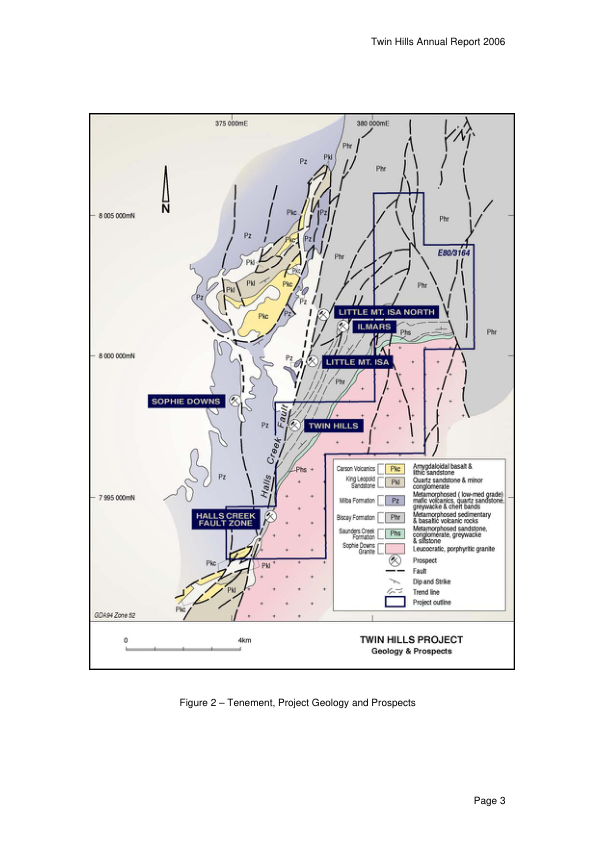 Twin Hills Annual Report 2006
375 000mE
380 000mE
Phr
Pz
Pkl
Phr
N
8 005 000mN
Pkc
Pz
Phr
Pz
Pkc
Pz
E80/3164
Pkl
Phr
Pkc
Pkl
Pz
Pz
Pkc
Pz
LITTLE MT. ISA NORTH
ILMARS
Phs
Phr
8 000 000mN
Pz
LITTLE MT. ISA
Phr
SOPHIE DOWNS
Halls Creek Fault
Pz
TWIN HILLS
Phs
Pz
7 995 000mN
HALLS CREEK
FAULT ZONE
Pkc
Pkl
Pkc
Pkl
GDA94 Zone 52
Carson Volcanics Pkc Amygdaloidal basalt &
lithic sandstone
King Leopold
Sandstone Pkl Quartz sandstone & minor
conglomerate
Milba Formation Pz Metamorphosed ( low-med grade)
mafic volcanics, quartz sandstone,
greywacke & chert bands
Biscay Formation Phr Metamorphosed sedimentary
& basaltic volcanic rocks
Saunders Creek
Formation Phs Metamorphosed sandstone,
conglomerate, greywacke
& siltstone
Sophie Downs
Granite Leucocratic, porphyritic granite
Prospect
Fault
Dip and Strike
Trend line
Project outline
0 4km
TWIN HILLS PROJECT
Geology & Prospects
Figure 2 – Tenement, Project Geology and Prospects
Page 3